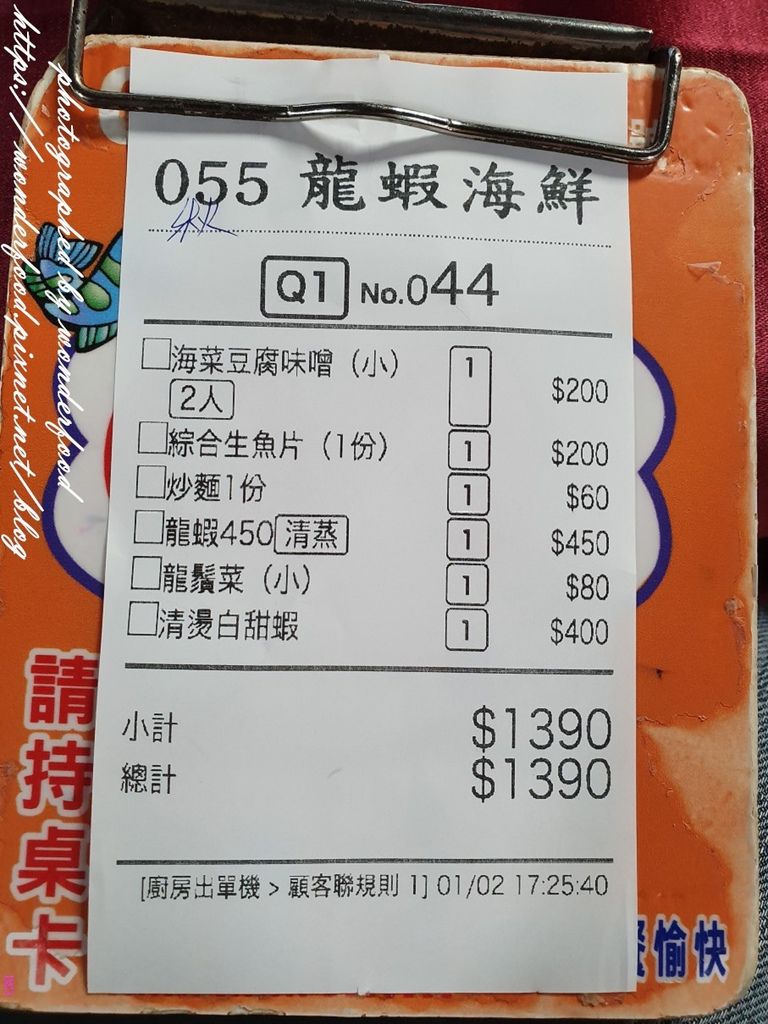 photographed by wonderfood
https://wonderfood.pixnet.net/blog
055 龍蝦海鮮
Q1 No.044
海菜豆腐味噌（小） 1 $200
2人
綜合生魚片（1份） 1 $200
炒麵1份 1 $60
龍蝦450 清蒸 1 $450
龍鬚菜（小） 1 $80
清燙白甜蝦 1 $400
小計 $1390
總計 $1390
[廚房出單機 > 顧客聯規則 1] 01/02 17:25:40
請持桌卡
愉快